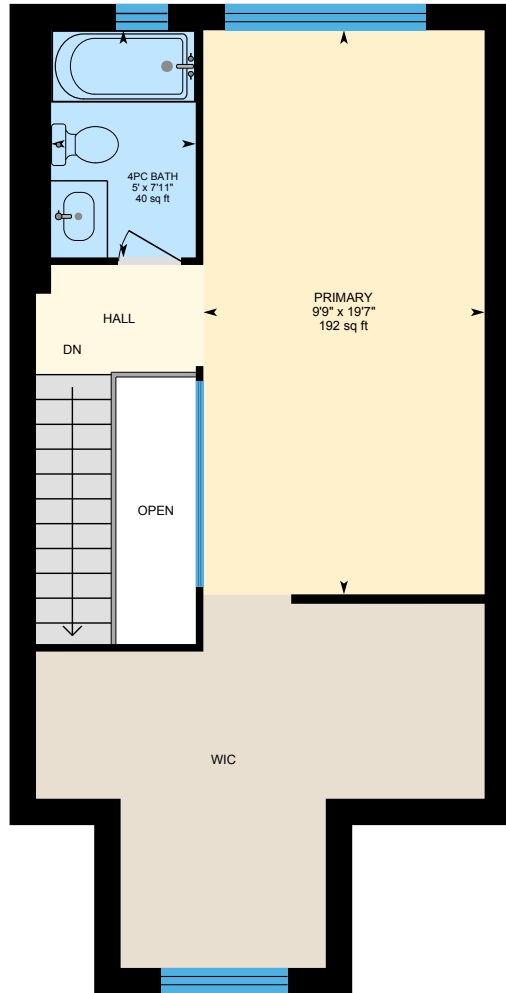 4PC BATH
5' x 7'11"
40 sq ft
PRIMARY
9'9" x 19'7"
192 sq ft
HALL
DN
OPEN
WIC